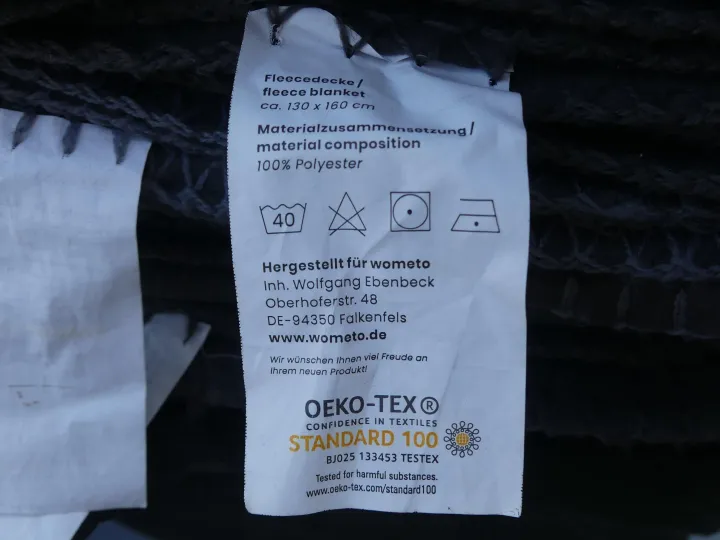 Fleecedecke /
fleece blanket
ca. 130 x 160 cm
Materialzusammensetzung /
material composition
100% Polyester
40
Hergestellt für wometo
Inh. Wolfgang Ebenbeck
Oberhoferstr. 48
DE-94350 Falkenfels
www.wometo.de
Wir wünschen Ihnen viel Freude an
Ihrem neuen Produkt!
OEKO-TEX®
CONFIDENCE IN TEXTILES
STANDARD 100
BJ025 133453 TESTEX
Tested for harmful substances.
www.oeko-tex.com/standard100